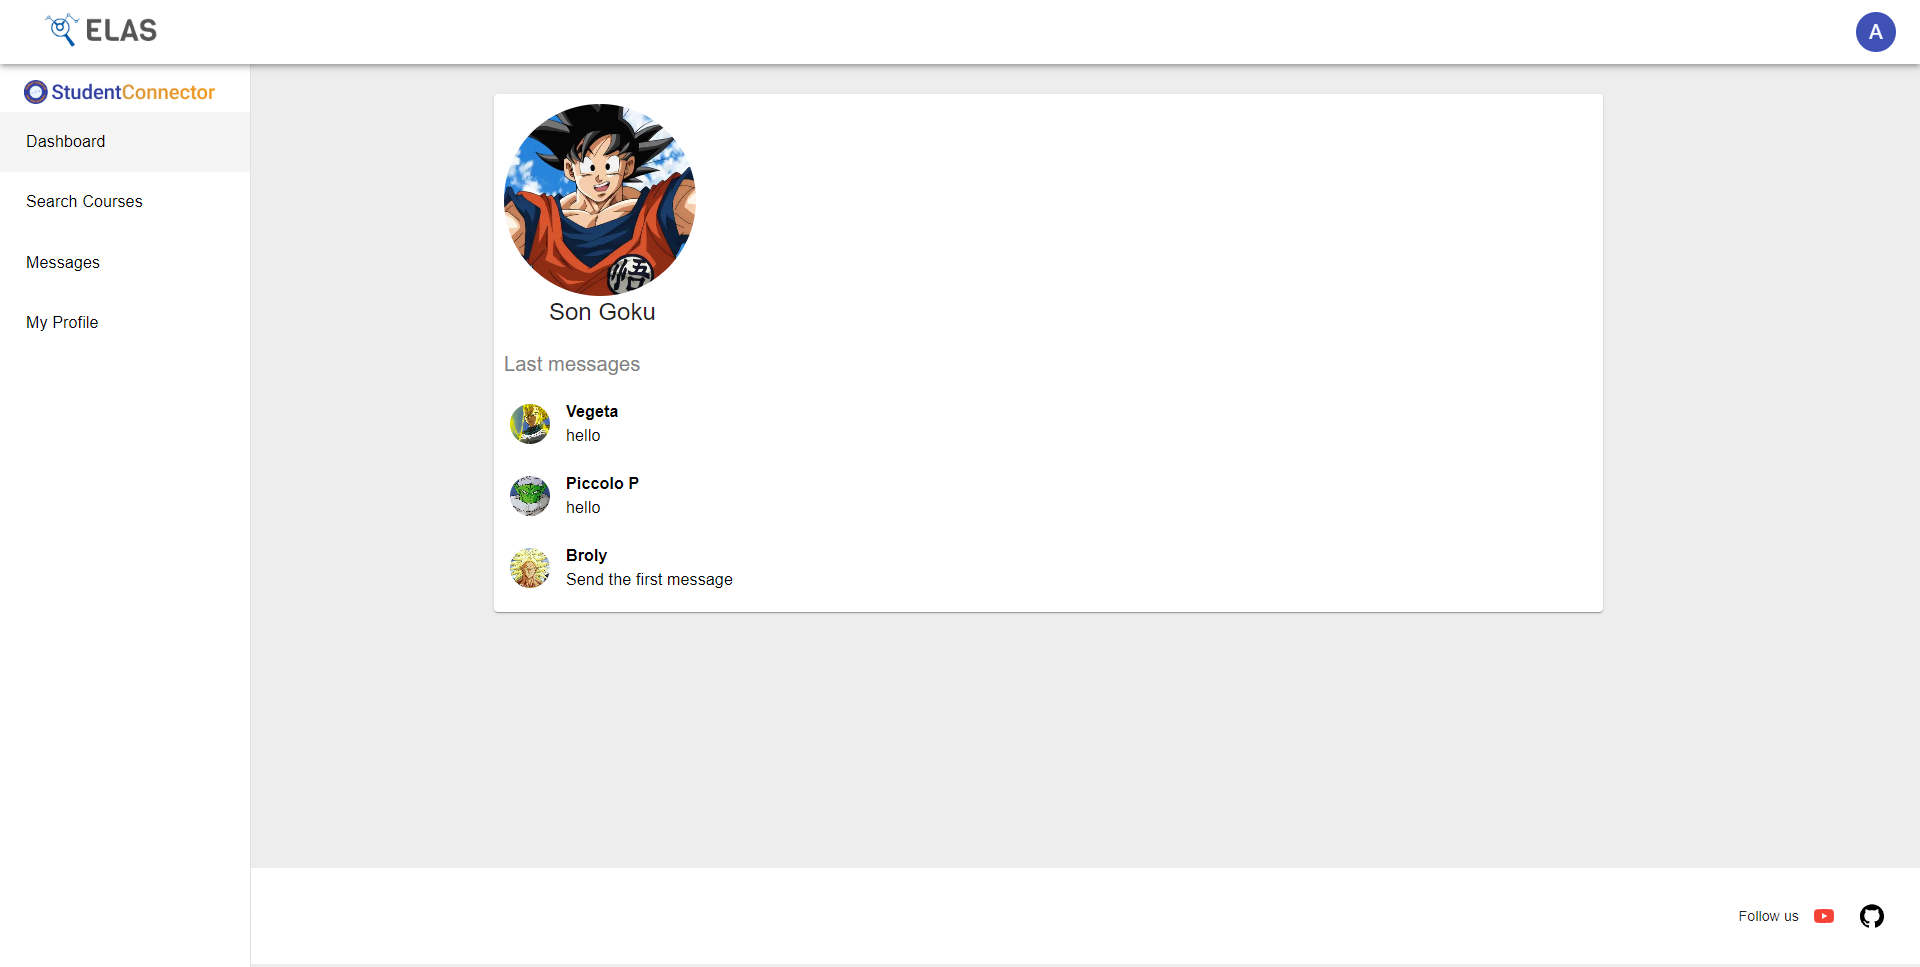 ELAS
A
StudentConnector
Dashboard
Search Courses
Messages
My Profile
悟
Son Goku
Last messages
Vegeta
hello
Piccolo P
hello
Broly
Send the first message
Follow us